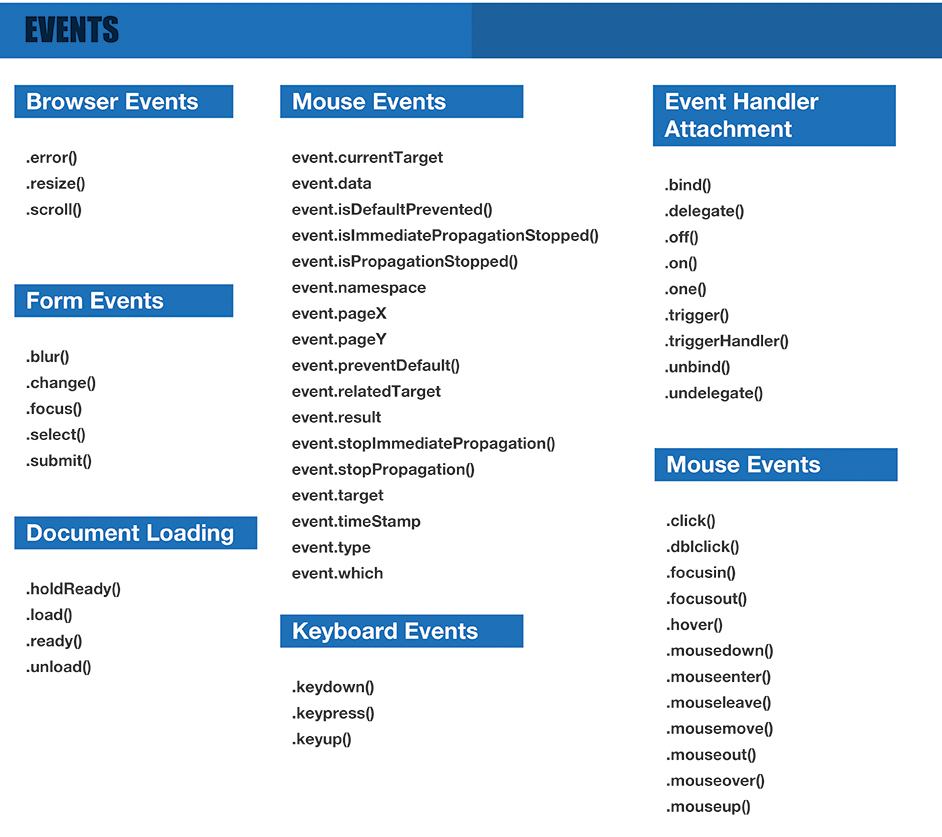 EVENTS
Browser Events
.error()
.resize()
.scroll()
Form Events
.blur()
.change()
.focus()
.select()
.submit()
Document Loading
.holdReady()
.load()
.ready()
.unload()
Mouse Events
event.currentTarget
event.data
event.isDefaultPrevented()
event.isImmediatePropagationStopped()
event.isPropagationStopped()
event.namespace
event.pageX
event.pageY
event.preventDefault()
event.relatedTarget
event.result
event.stopImmediatePropagation()
event.stopPropagation()
event.target
event.timeStamp
event.type
event.which
Keyboard Events
.keydown()
.keypress()
.keyup()
Event Handler
Attachment
.bind()
.delegate()
.off()
.on()
.one()
.trigger()
.triggerHandler()
.unbind()
.undelegate()
Mouse Events
.click()
.dblclick()
.focusin()
.focusout()
.hover()
.mousedown()
.mouseenter()
.mouseleave()
.mousemove()
.mouseout()
.mouseover()
.mouseup()